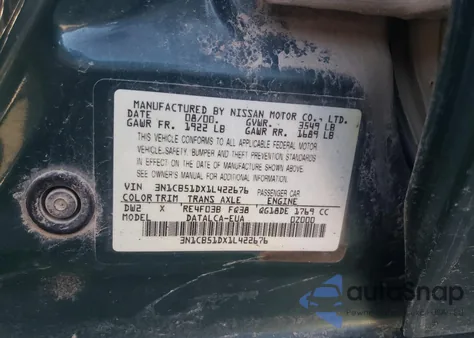 MANUFACTURED BY NISSAN MOTOR CO., LTD.
DATE 08/00. GVWR. 3549 LB
GAWR FR. 1922 LB GAWR RR. 1689 LB
THIS VEHICLE CONFORMS TO ALL APPLICABLE FEDERAL MOTOR
VEHICLE SAFETY, BUMPER AND THEFT PREVENTION STANDARDS
IN EFFECT ON THE DATE OF MANUFACTURE SHOWN ABOVE.
SEE OWNER'S MANUAL FOR ADDITIONAL INFORMATION.
VIN 3N1CB51DX1L422676 PASSENGER CAR
COLOR TRIM TRANS AXLE ENGINE
DW2 X RE4F03B FQ38 QG18DE 1769 CC
MODEL DATALCA-EUA 0Z000
3N1CB51DX1L422676
autoSnap